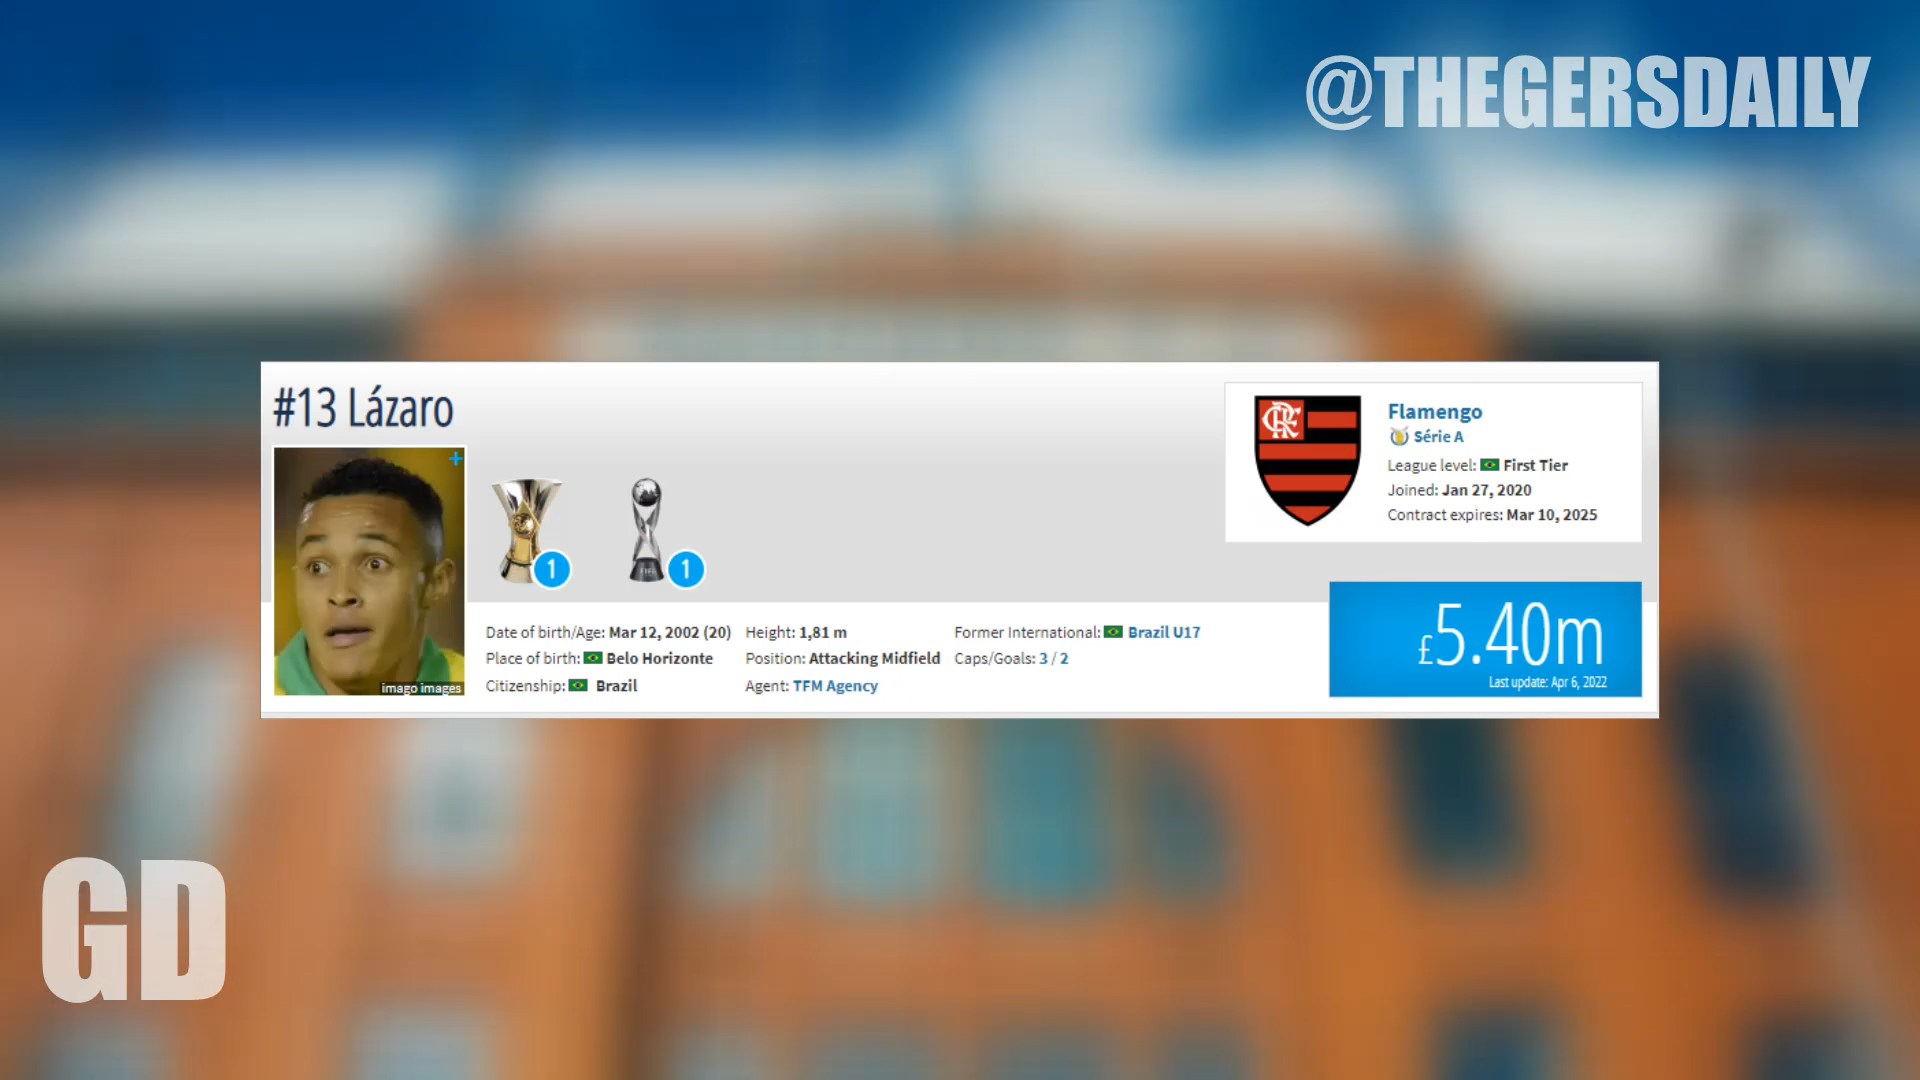 @THEGERSDAILY
#13 Lázaro
+
imago images
1
1
Flamengo
Série A
League level: First Tier
Joined: Jan 27, 2020
Contract expires: Mar 10, 2025
Date of birth/Age: Mar 12, 2002 (20)
Place of birth: Belo Horizonte
Citizenship: Brazil
Height: 1,81 m
Position: Attacking Midfield
Agent: TFM Agency
Former International: Brazil U17
Caps/Goals: 3 / 2
£5.40m
Last update: Apr 6, 2022
GD